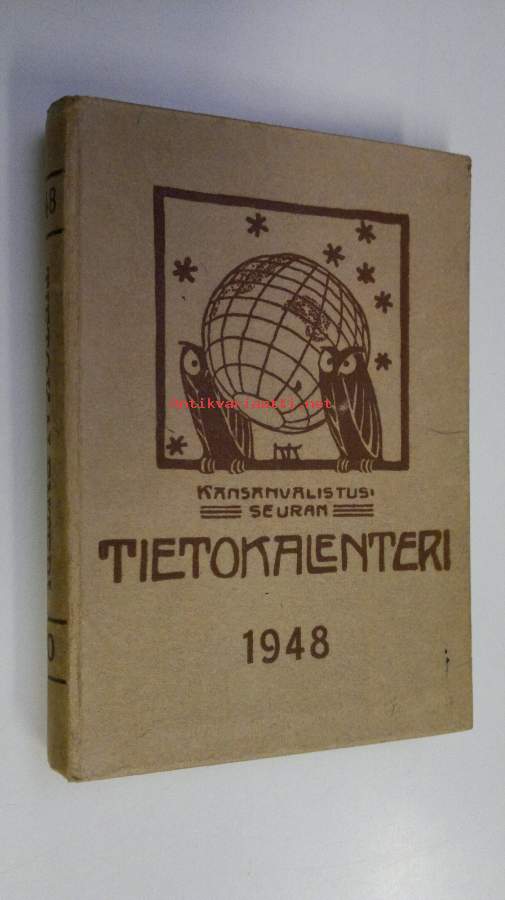 Antikvariaatti.net
KANSANVALISTUS-
SEURAN
TIETOKALENTERI
1948